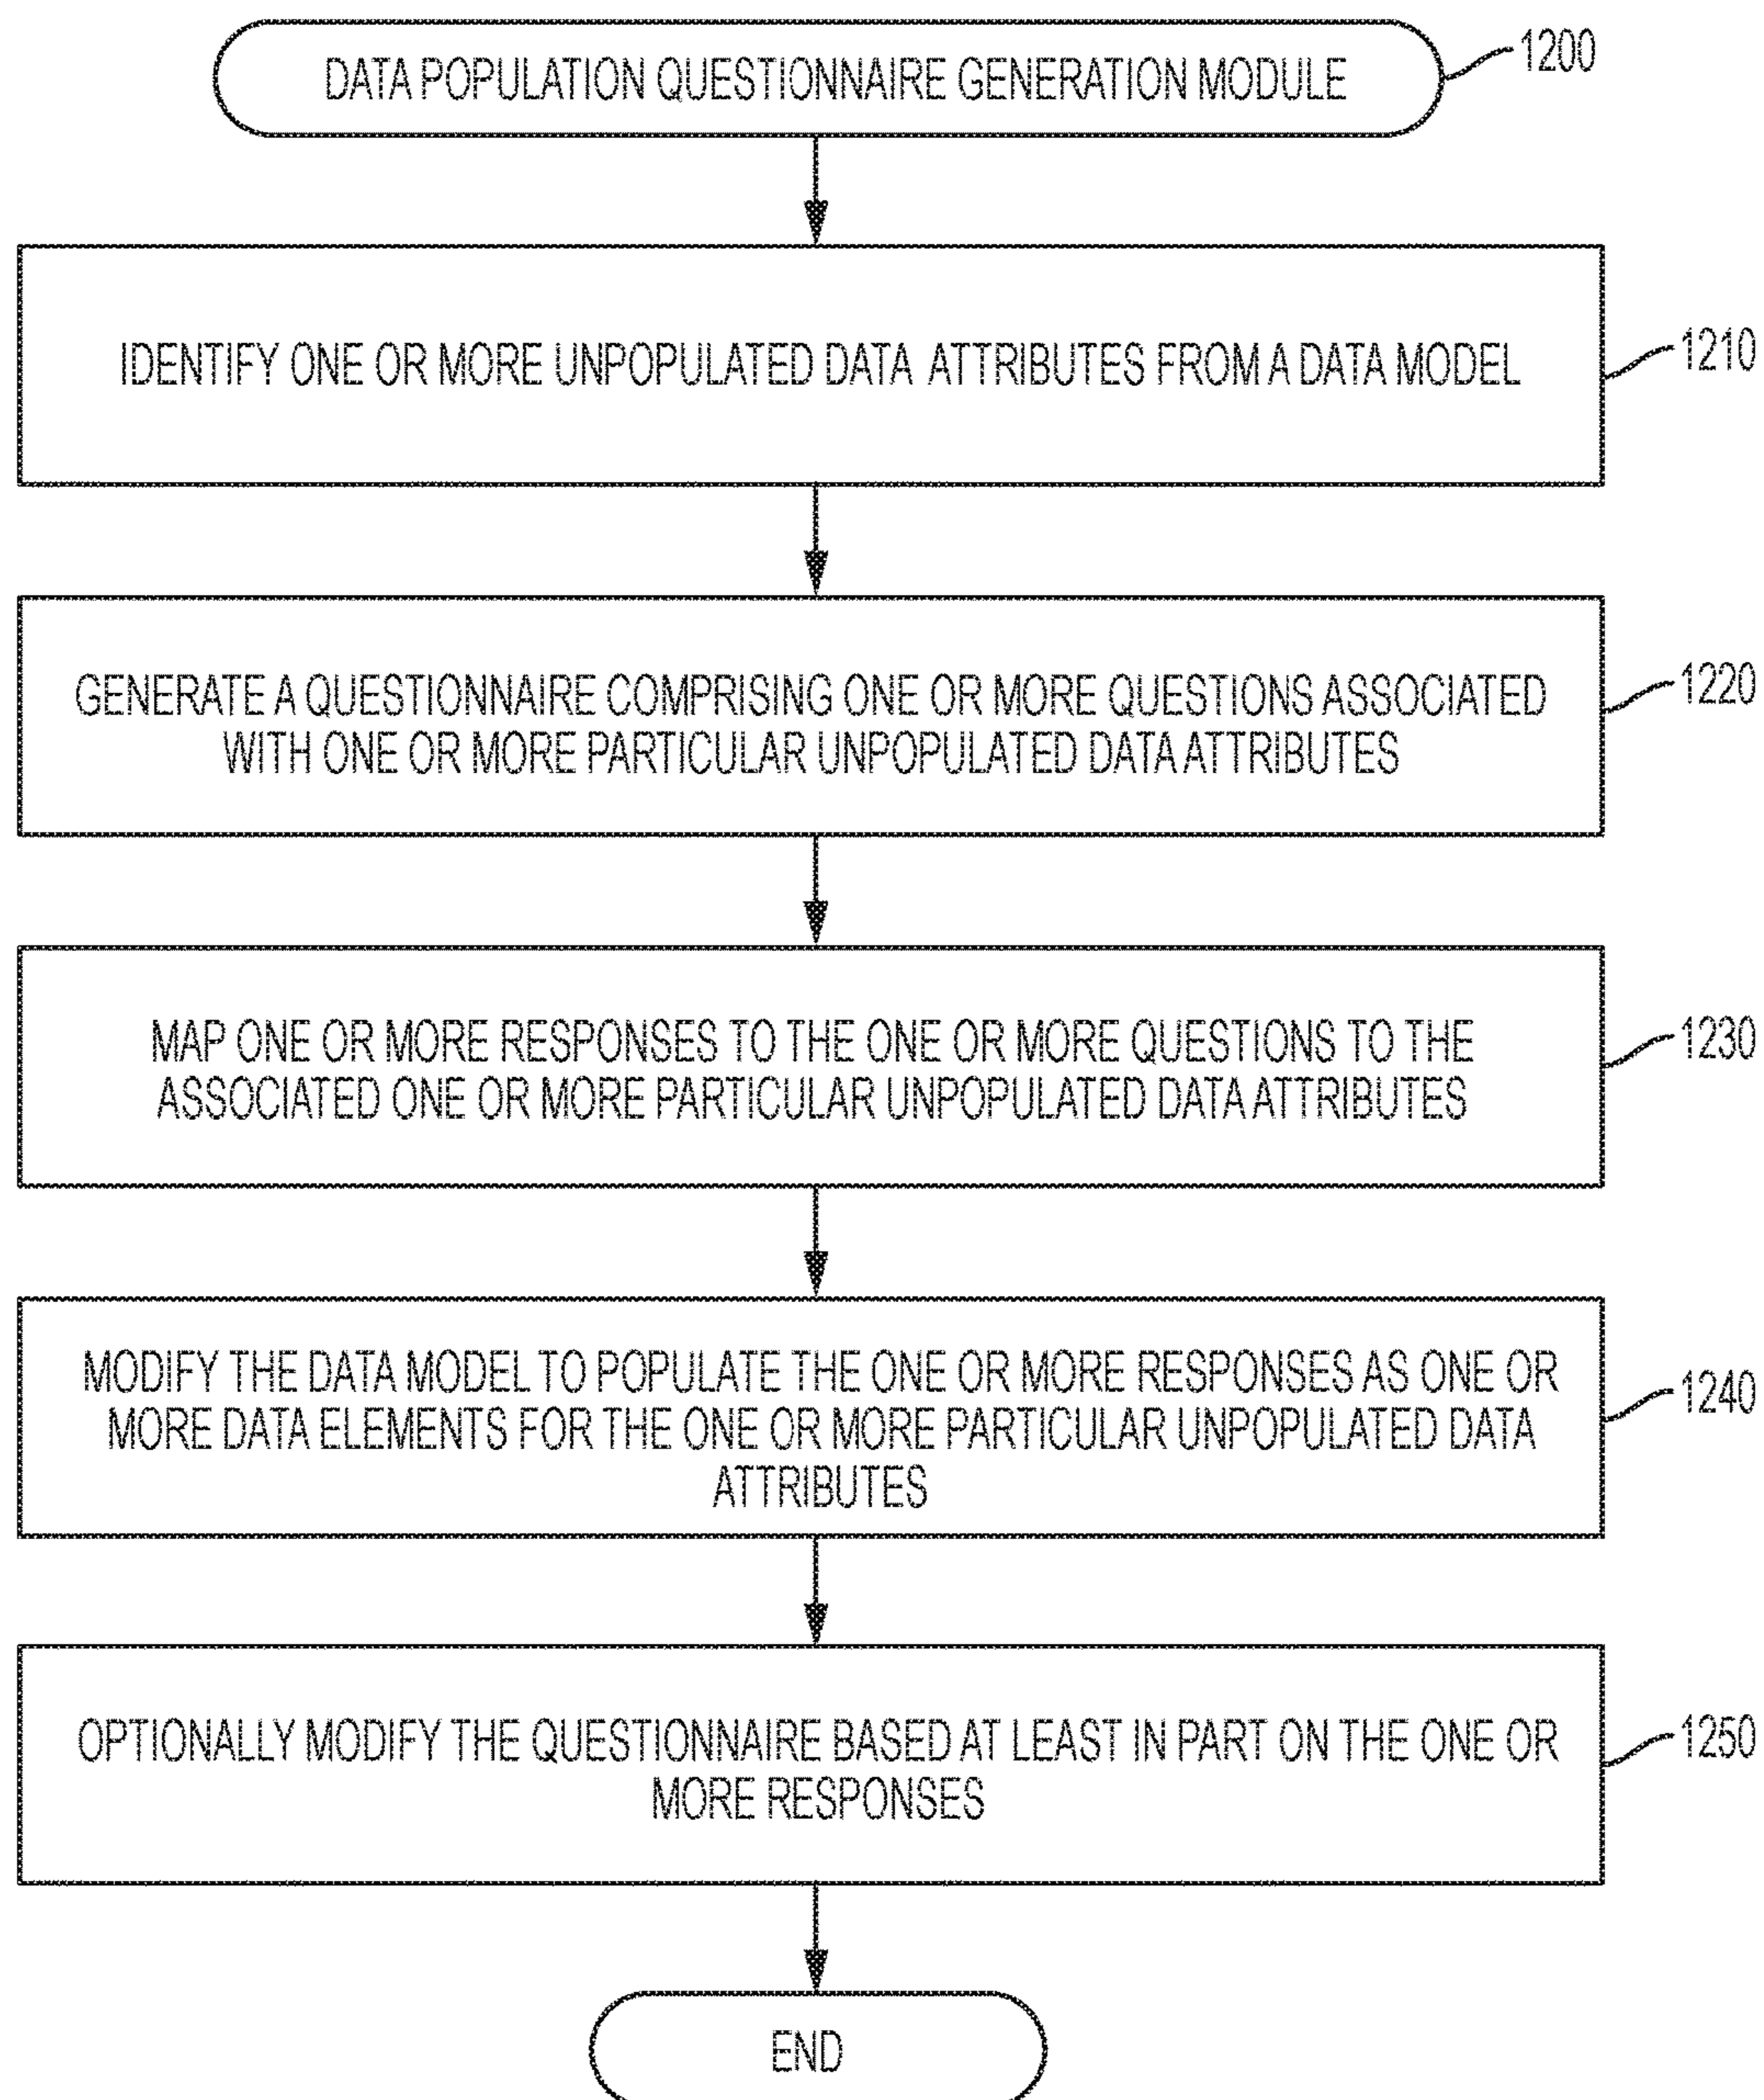 DATA POPULATION QUESTIONNAIRE GENERATION MODULE
1200
IDENTIFY ONE OR MORE UNPOPULATED DATA ATTRIBUTES FROM A DATA MODEL
1210
GENERATE A QUESTIONNAIRE COMPRISING ONE OR MORE QUESTIONS ASSOCIATED
WITH ONE OR MORE PARTICULAR UNPOPULATED DATA ATTRIBUTES
1220
MAP ONE OR MORE RESPONSES TO THE ONE OR MORE QUESTIONS TO THE
ASSOCIATED ONE OR MORE PARTICULAR UNPOPULATED DATA ATTRIBUTES
1230
MODIFY THE DATA MODEL TO POPULATE THE ONE OR MORE RESPONSES AS ONE OR
MORE DATA ELEMENTS FOR THE ONE OR MORE PARTICULAR UNPOPULATED DATA
ATTRIBUTES
1240
OPTIONALLY MODIFY THE QUESTIONNAIRE BASED AT LEAST IN PART ON THE ONE OR
MORE RESPONSES
1250
END